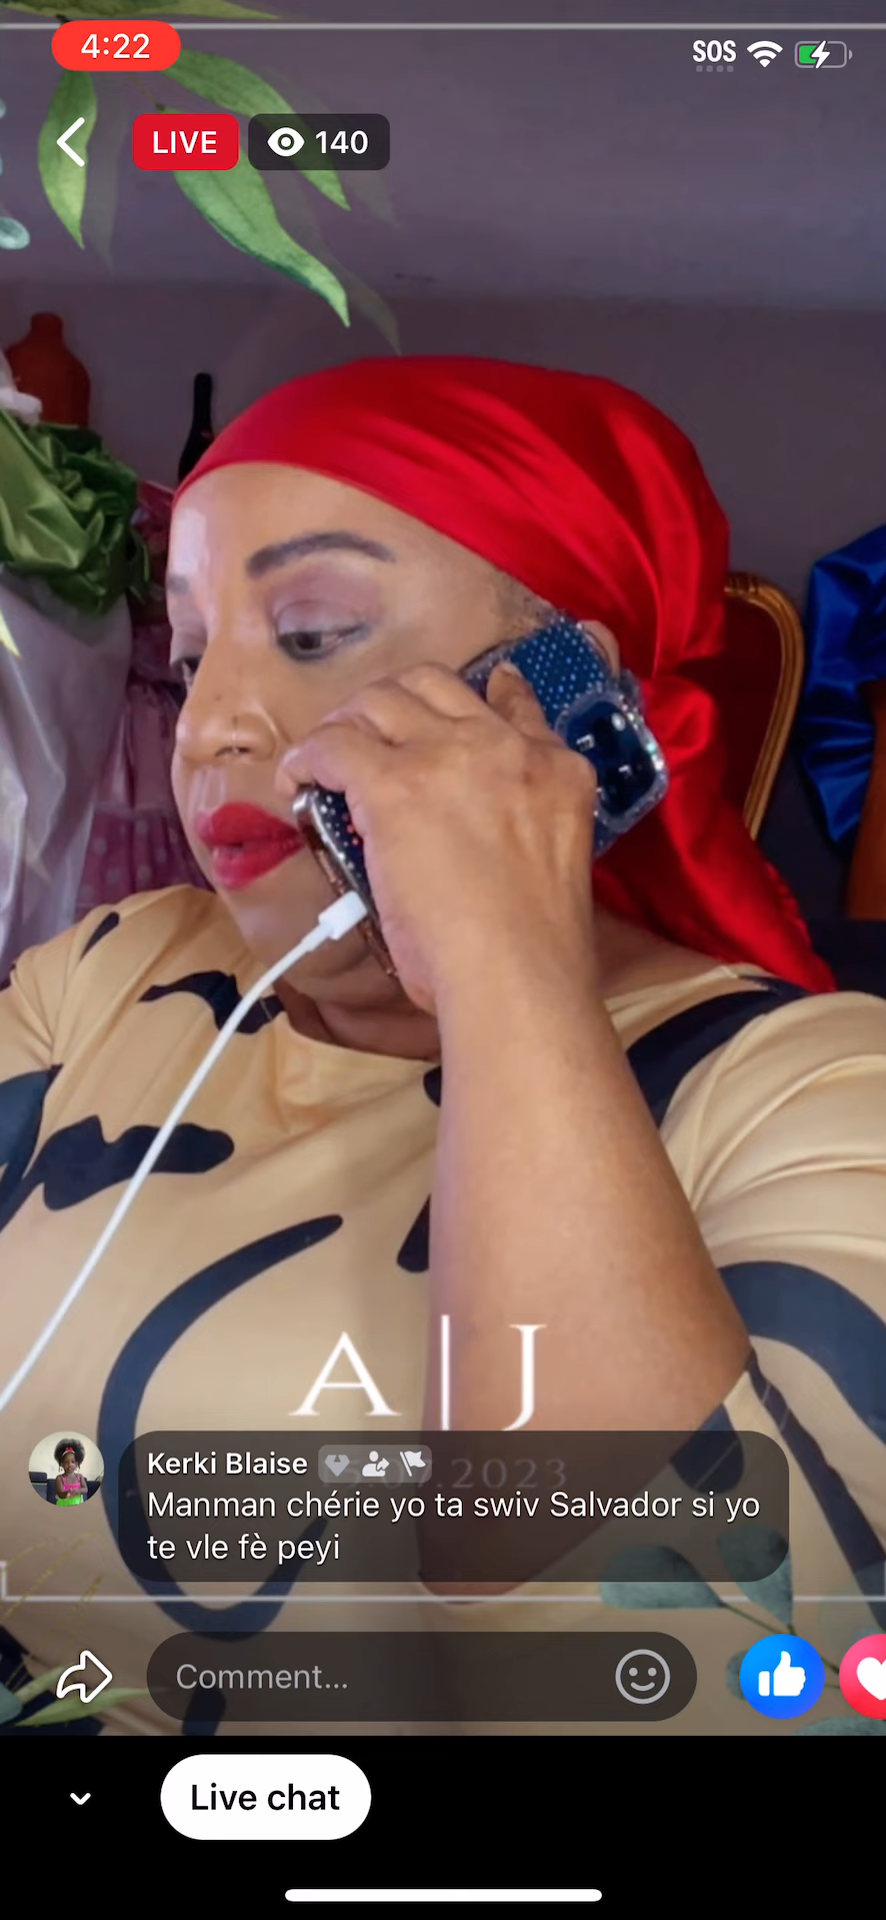 4:22
SOS
LIVE
140
A | J
.2023
Kerki Blaise
Manman chérie yo ta swiv Salvador si yo
te vle fè peyi
Comment...
Live chat